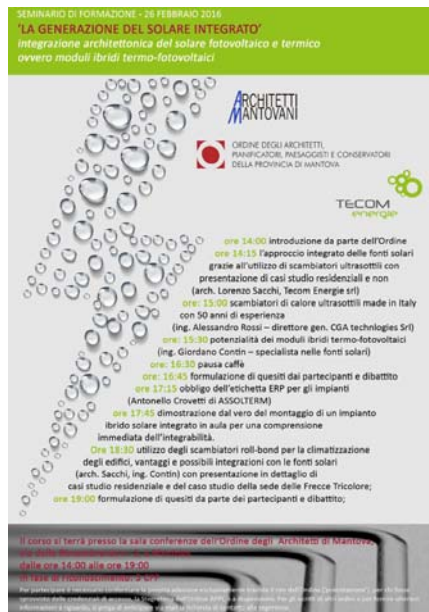 SEMINARIO DI FORMAZIONE - 26 FEBBRAIO 2016
'LA GENERAZIONE DEL SOLARE INTEGRATO'
integrazione architettonica del solare fotovoltaico e termico
ovvero moduli ibridi termo-fotovoltaici
ARCHITETTI
MANTOVANI
ORDINE DEGLI ARCHITETTI,
PIANIFICATORI, PAESAGGISTI E CONSERVATORI
DELLA PROVINCIA DI MANTOVA
TECOM
energie
ore 14:00 introduzione da parte dell'Ordine
ore 14:15 l'approccio integrato delle fonti solari
grazie all'utilizzo di scambiatori ultrasottili con
presentazione di casi studio residenziali e non
(arch. Lorenzo Sacchi, Tecom Energie srl)
ore: 15:00 scambiatori di calore ultrasottili made in Italy
con 50 anni di esperienza
(ing. Alessandro Rossi – direttore gen. CGA technlogies Srl)
ore: 15:30 potenzialità dei moduli ibridi termo-fotovoltaici
(ing. Giordano Contin – specialista nelle fonti solari)
ore: 16:30 pausa caffè
ore: 16:45 formulazione di quesiti dai partecipanti e dibattito
ore 17:15 obbligo dell'etichetta ERP per gli impianti
(Antonello Crovetti di ASSOLTERM)
ore 17:45 dimostrazione dal vero del montaggio di un impianto
ibrido solare integrato in aula per una comprensione
immediata dell'integrabilità.
Ore 18:30 utilizzo degli scambiatori roll-bond per la climatizzazione
degli edifici, vantaggi e possibili integrazioni con le fonti solari
(arch. Sacchi, ing. Contin) con presentazione in dettaglio di
casi studio residenziale e del caso studio della sede delle Frecce Tricolore;
ore 19:00 formulazione di quesiti da parte dei partecipanti e dibattito;
Il corso si terrà presso la sala conferenze dell'Ordine degli Architetti di Mantova,
dalle ore 14:00 alle ore 19:00
in fase di riconoscimento: 5 CFP